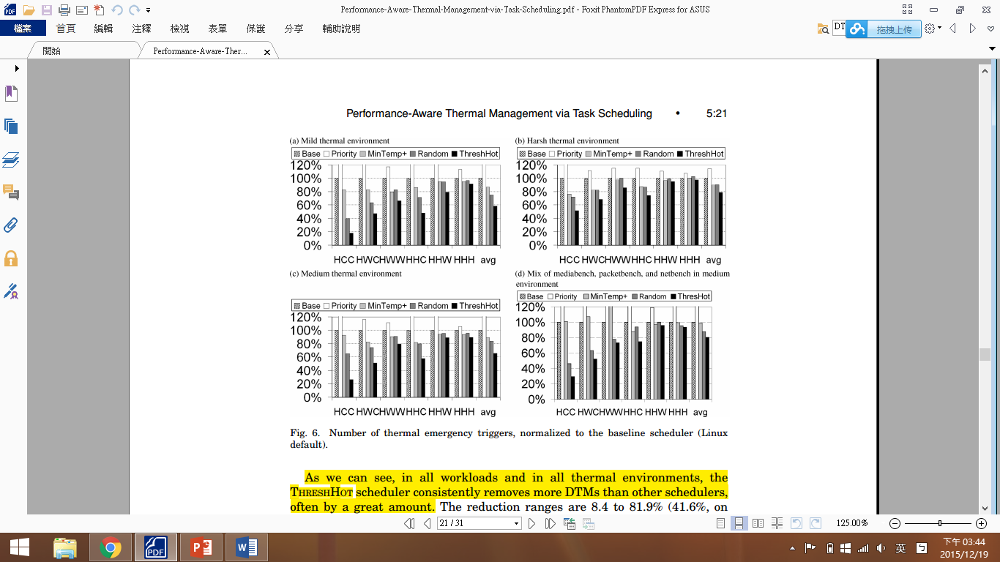 Performance-Aware-Thermal-Management-via-Task-Scheduling.pdf - Foxit PhantomPDF Express for ASUS
檔案 首頁 編輯 注釋 檢視 表單 保護 分享 輔助說明
DT 拖拽上传
開始 Performance-Aware-Ther...
Performance-Aware Thermal Management via Task Scheduling • 5:21
(a) Mild thermal environment
Base Priority MinTemp+ Random ThreshHot
120%
100%
80%
60%
40%
20%
0%
HCC HWC HWW HHC HHW HHH avg
(b) Harsh thermal environment
Base Priority MinTemp+ Random ThreshHot
120%
100%
80%
60%
40%
20%
0%
HCC HWC HWW HHC HHW HHH avg
(c) Medium thermal environment
Base Priority MinTemp+ Random ThreshHot
120%
100%
80%
60%
40%
20%
0%
HCC HWC HWW HHC HHW HHH avg
(d) Mix of mediabench, packetbench, and netbench in medium
environment
Base Priority MinTemp+ Random ThresHot
120%
100%
80%
60%
40%
20%
0%
HCC HWC HWW HHC HHW HHH avg
Fig. 6. Number of thermal emergency triggers, normalized to the baseline scheduler (Linux
default).
As we can see, in all workloads and in all thermal environments, the
THRESHHOT scheduler consistently removes more DTMs than other schedulers,
often by a great amount. The reduction ranges are 8.4 to 81.9% (41.6%, on
21 / 31 125.00%
PDF P W 英 下午 03:44
2015/12/19